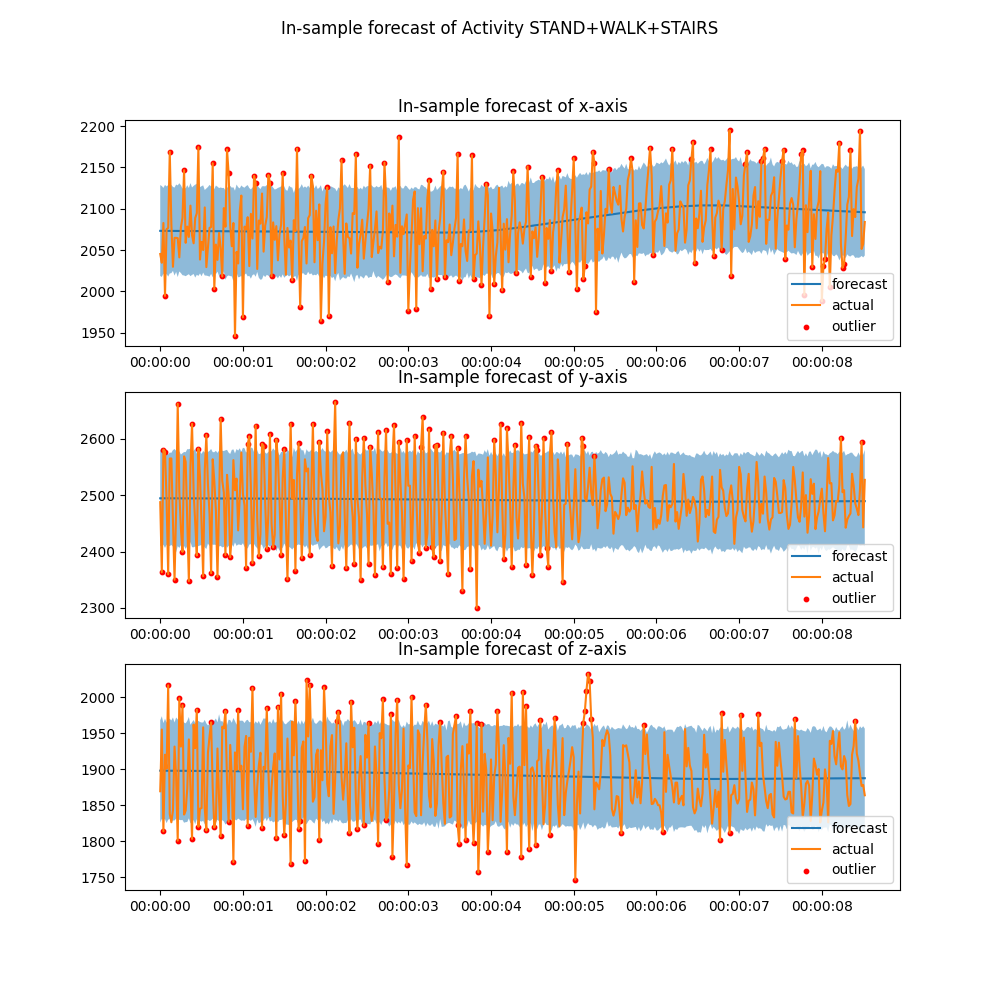 In-sample forecast of Activity STAND+WALK+STAIRS
In-sample forecast of x-axis
2200
2150
2100
2050
2000
1950
forecast
actual
outlier
00:00:00 00:00:01 00:00:02 00:00:03 00:00:04 00:00:05 00:00:06 00:00:07 00:00:08
In-sample forecast of y-axis
2600
2500
2400
2300
forecast
actual
outlier
00:00:00 00:00:01 00:00:02 00:00:03 00:00:04 00:00:05 00:00:06 00:00:07 00:00:08
In-sample forecast of z-axis
2000
1950
1900
1850
1800
1750
forecast
actual
outlier
00:00:00 00:00:01 00:00:02 00:00:03 00:00:04 00:00:05 00:00:06 00:00:07 00:00:08